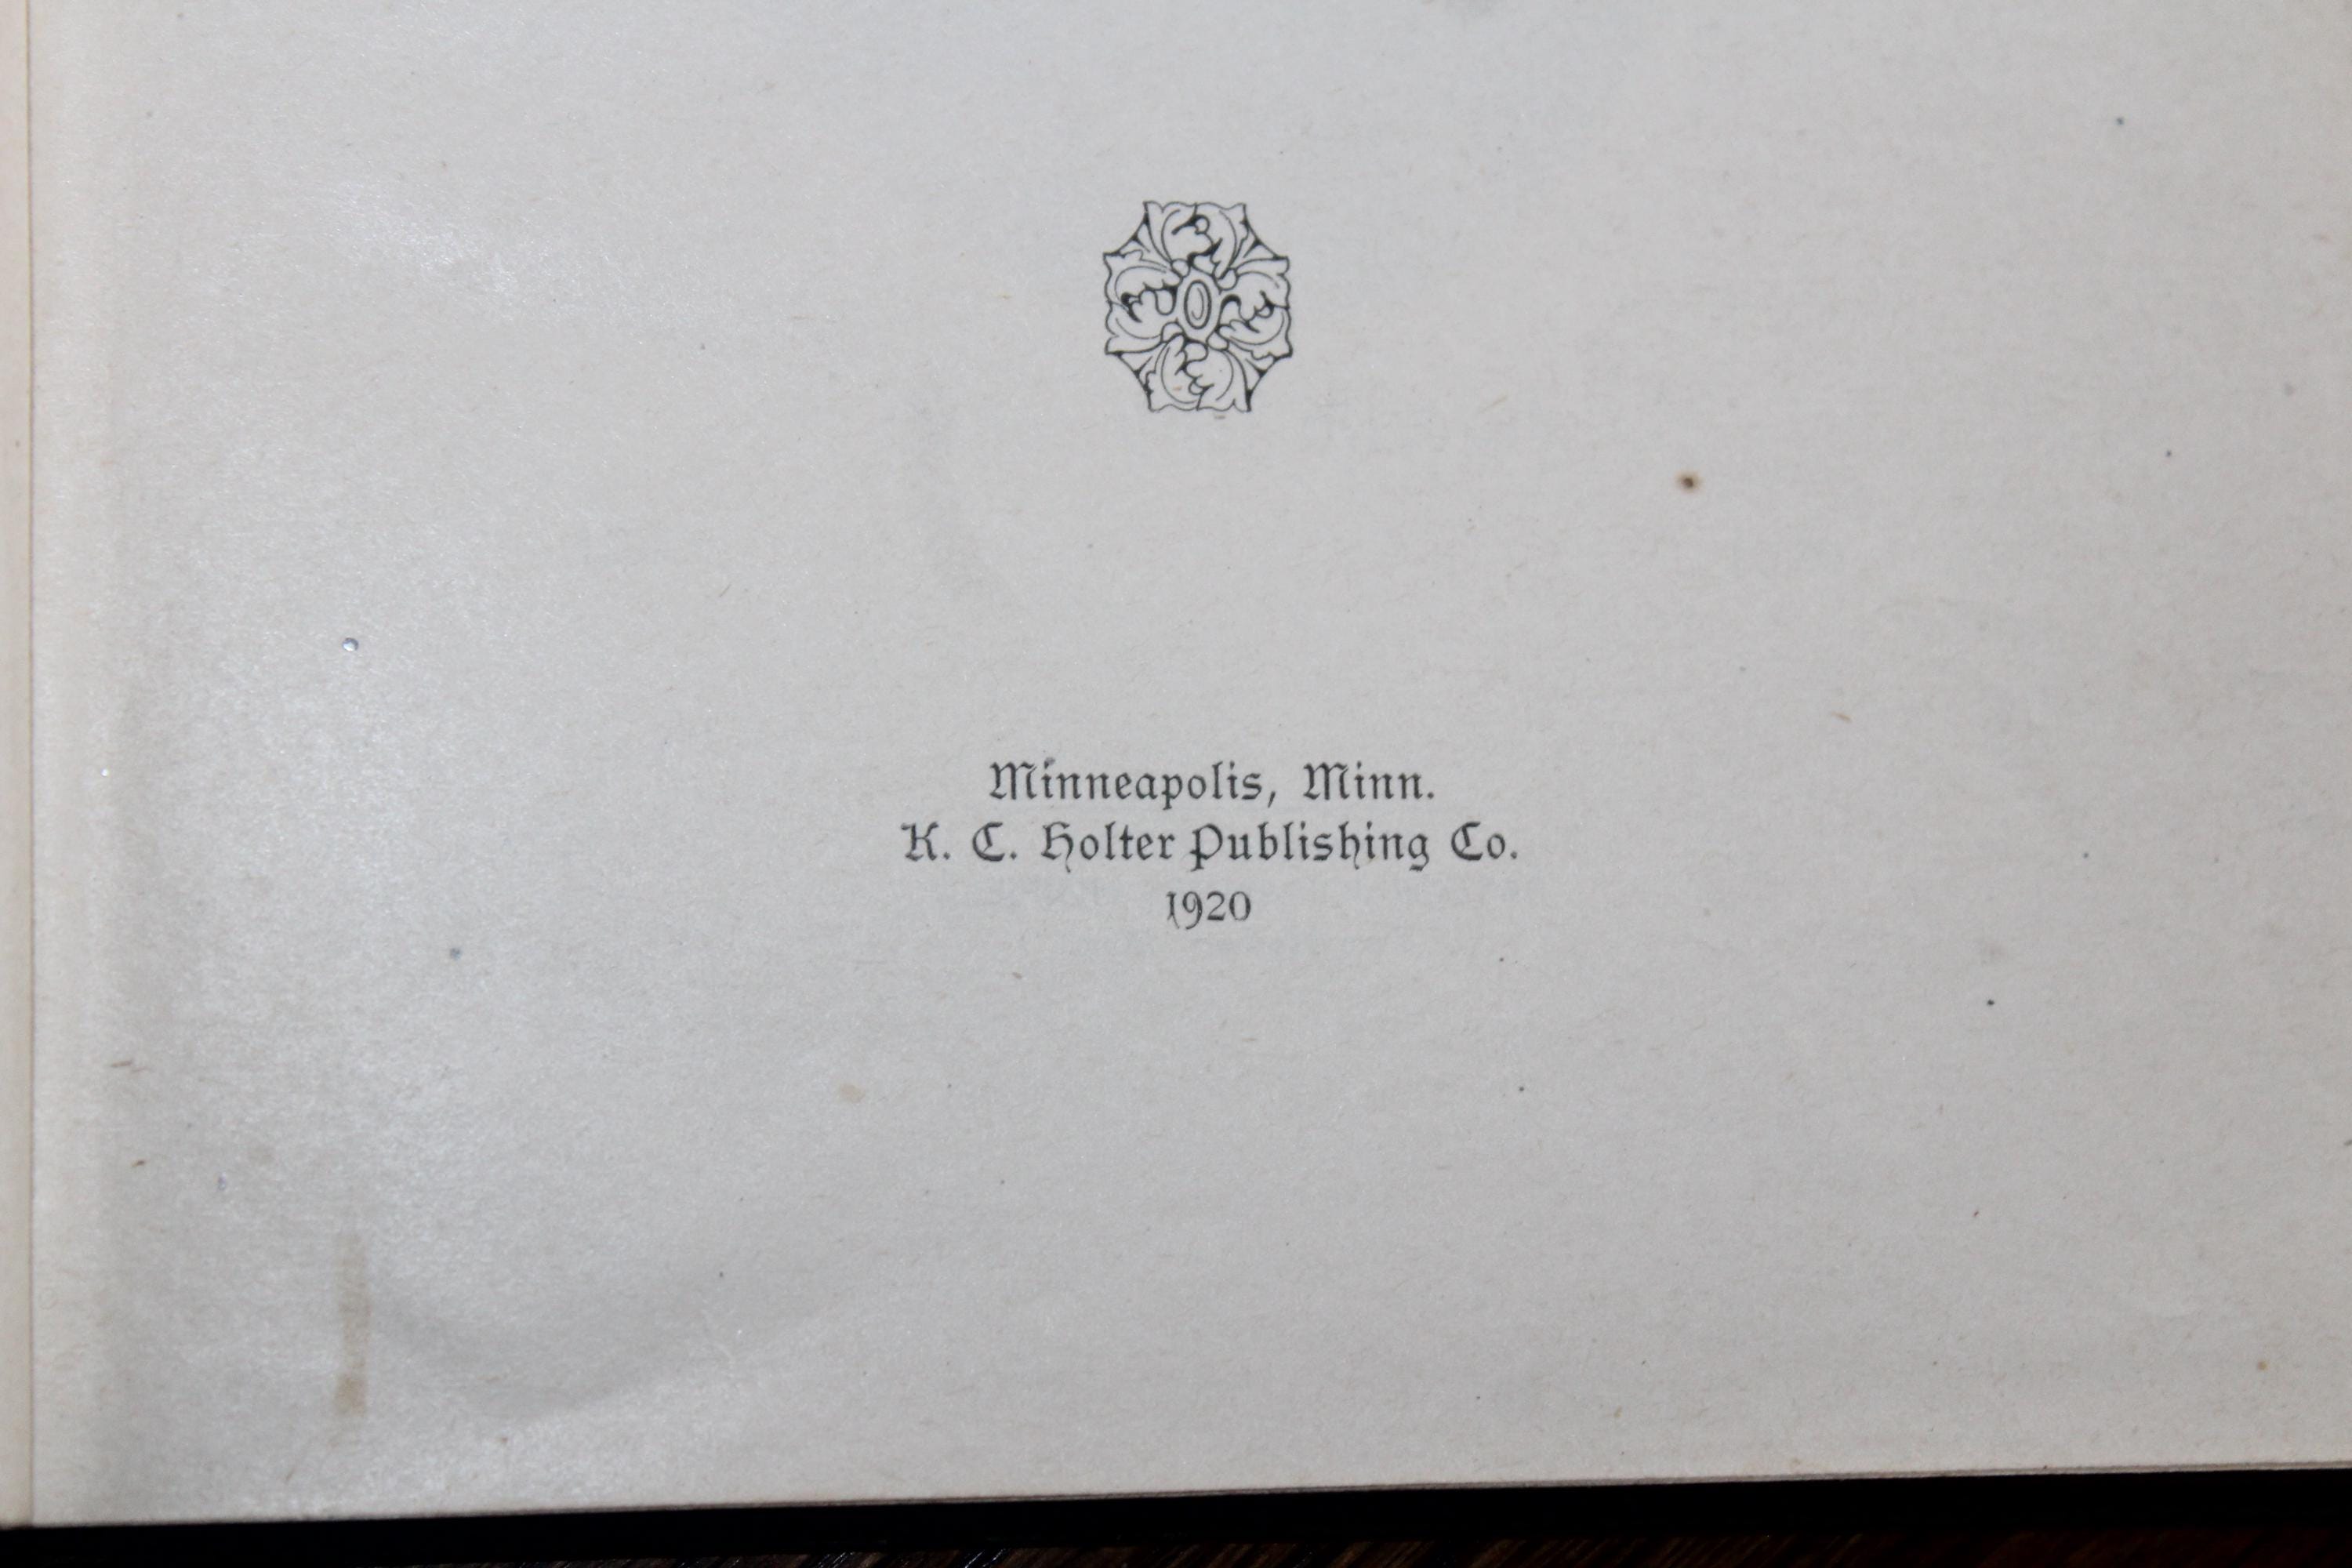 Minneapolis, Minn.
K. C. Holter Publishing Co.
1920